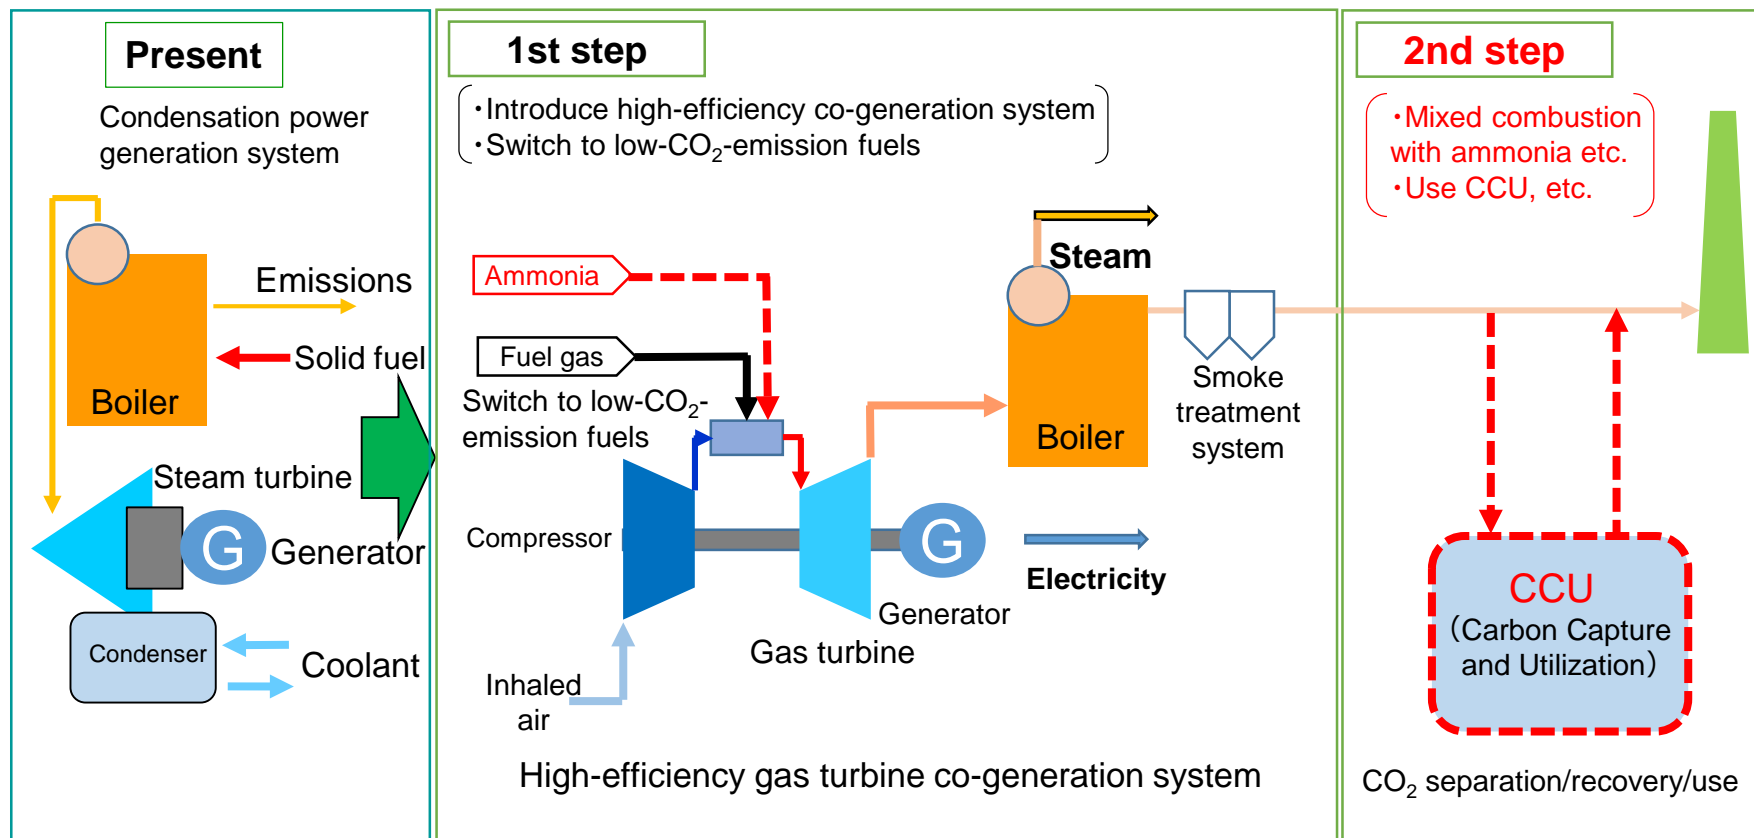 Present
Condensation power
generation system
Emissions
Solid fuel
Boiler
Steam turbine
G
Generator
Condenser
Coolant
1st step
・Introduce high-efficiency co-generation system
・Switch to low-CO₂-emission fuels
Ammonia
Fuel gas
Switch to low-CO₂-
emission fuels
Compressor
Inhaled
air
Gas turbine
G
Generator
Electricity
Steam
Boiler
Smoke
treatment
system
High-efficiency gas turbine co-generation system
2nd step
・Mixed combustion
with ammonia etc.
・Use CCU, etc.
CCU
（Carbon Capture
and Utilization）
CO₂ separation/recovery/use